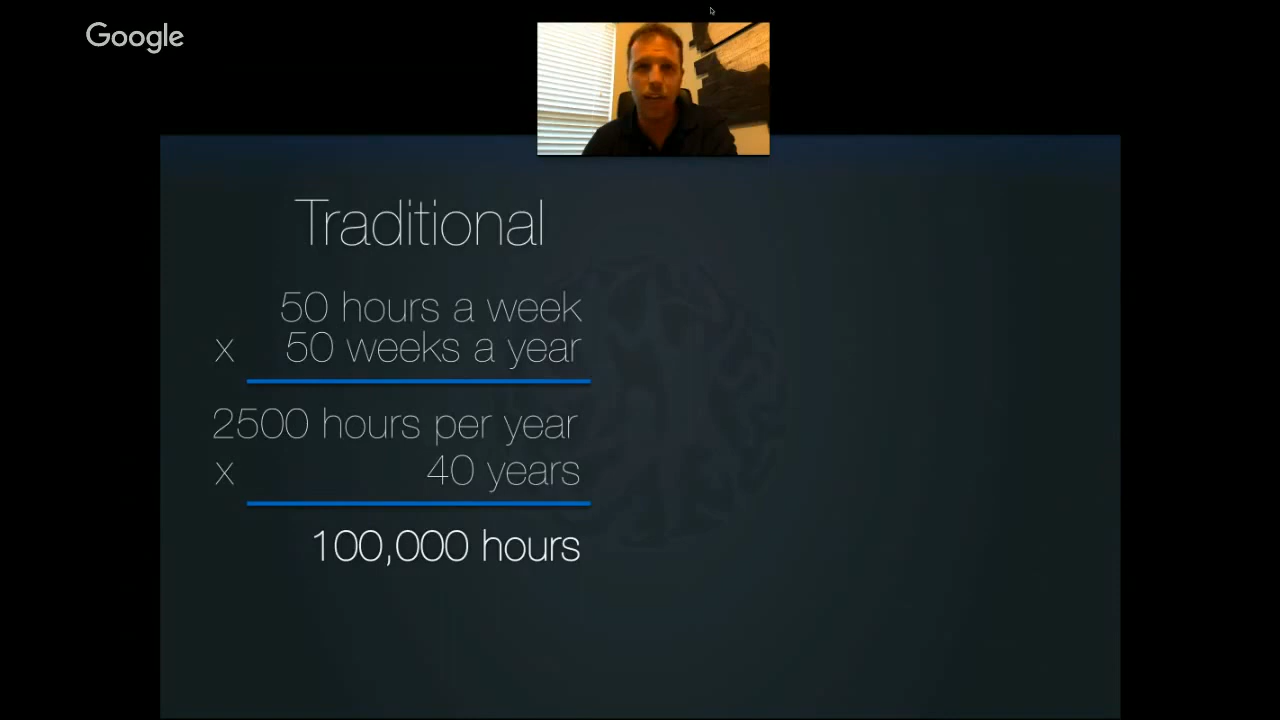 Google
Traditional
50 hours a week
x 50 weeks a year
2500 hours per year
x 40 years
100,000 hours